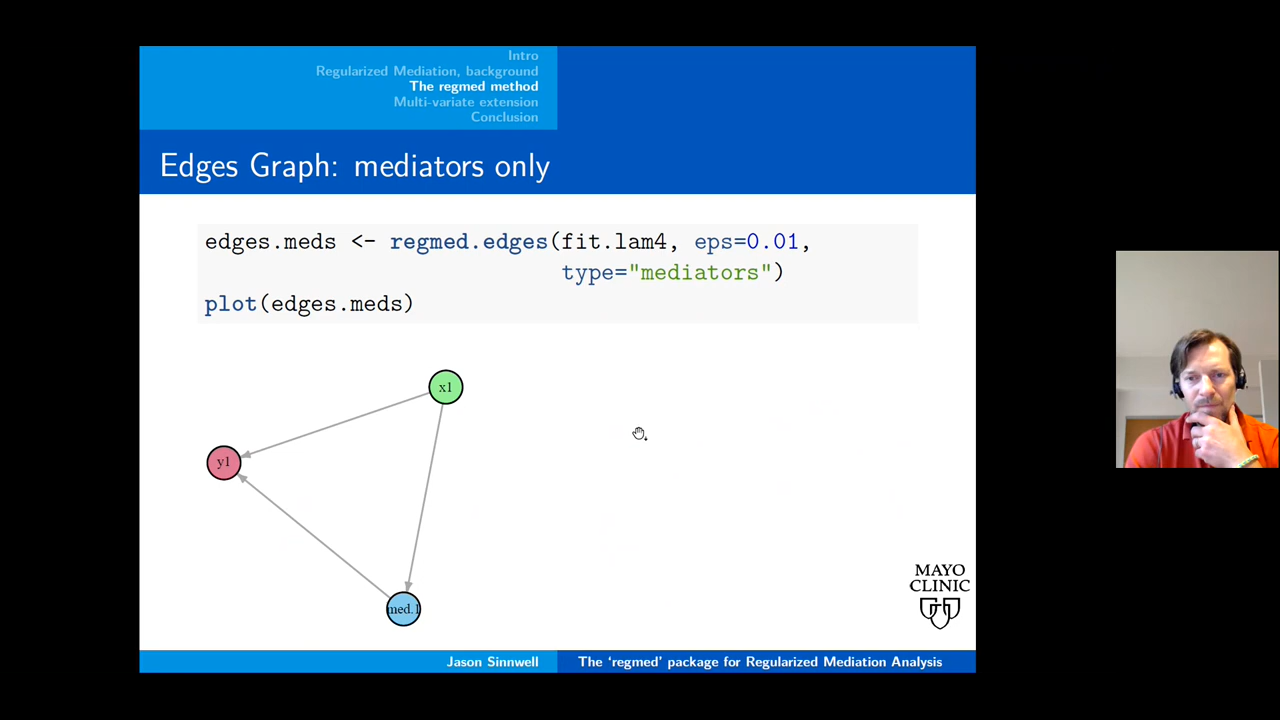 Intro
Regularized Mediation, background
The regmed method
Multi-variate extension
Conclusion
Edges Graph: mediators only
edges.meds <- regmed.edges(fit.lam4, eps=0.01,
type="mediators")
plot(edges.meds)
x1
y1
med.1
MAYO
CLINIC
Jason Sinnwell
The ‘regmed’ package for Regularized Mediation Analysis